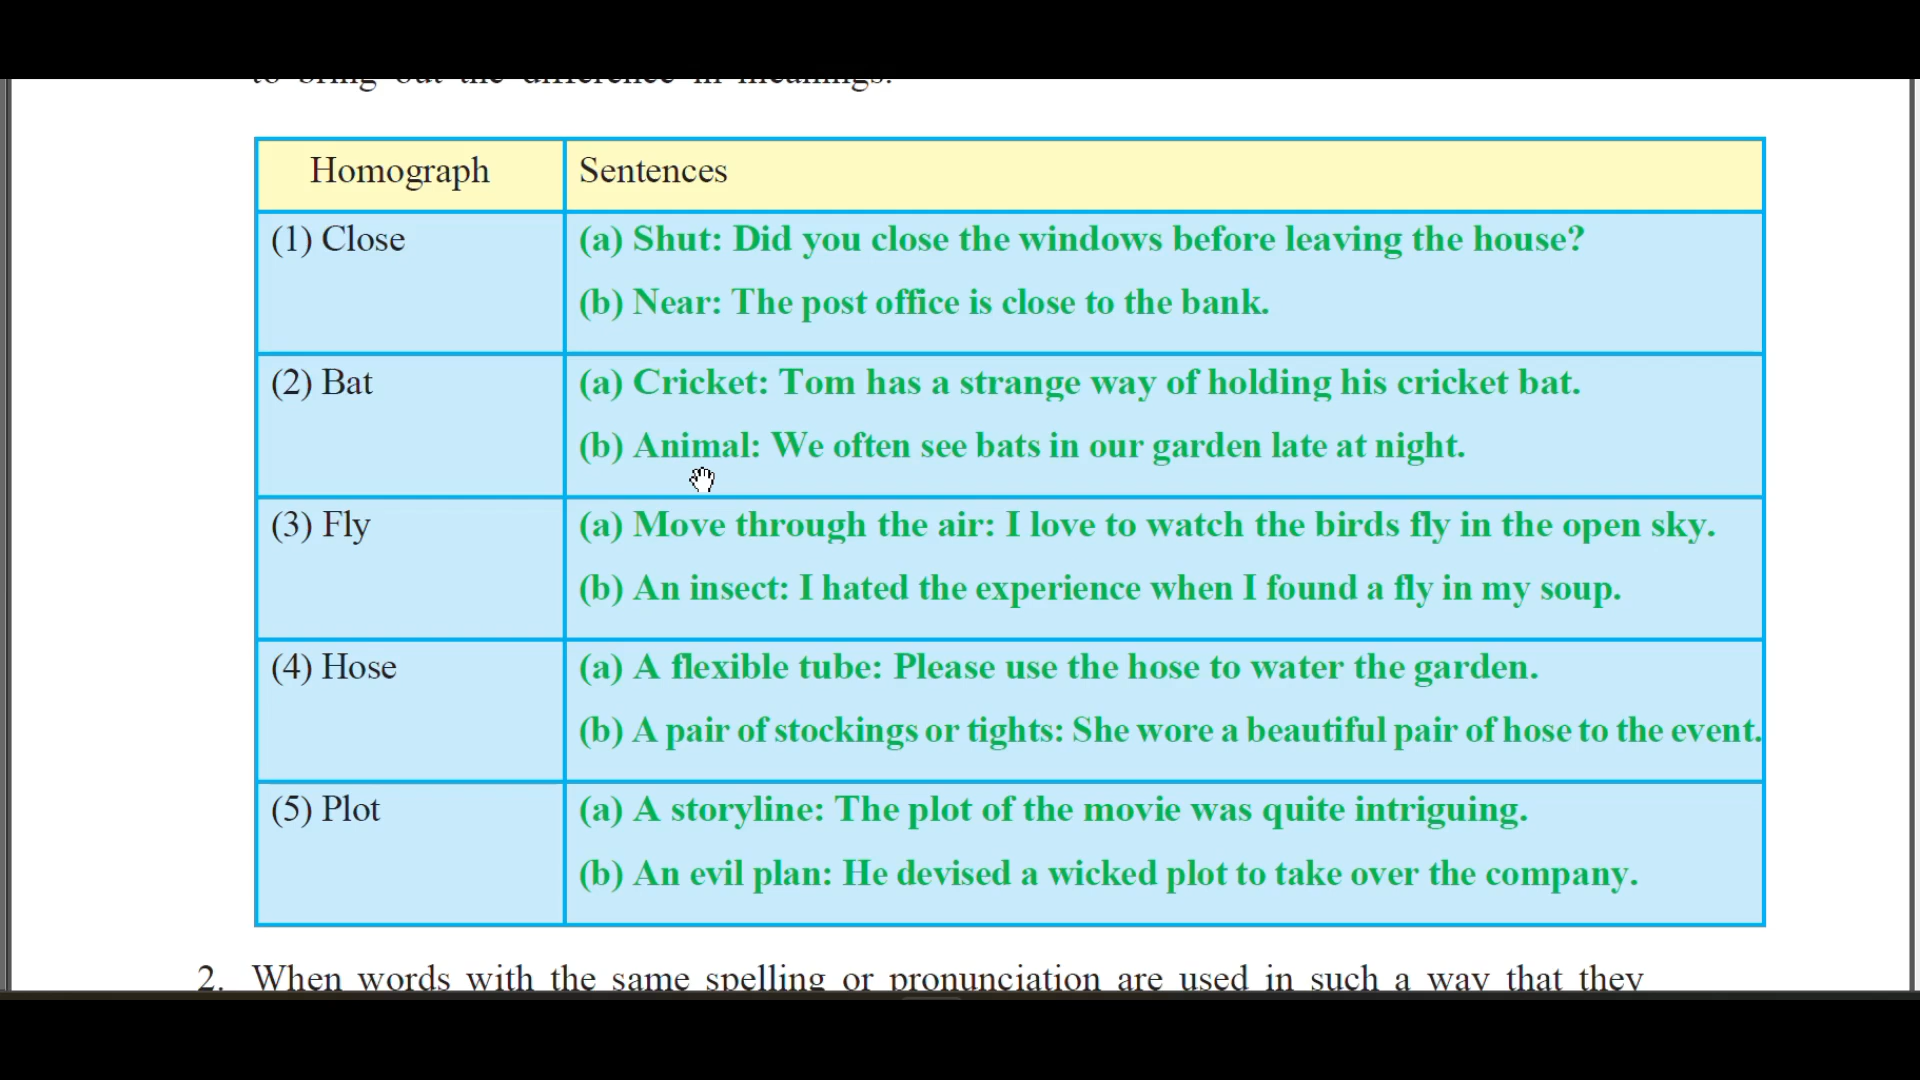 to bring out the difference in meanings.
Homograph Sentences
(1) Close (a) Shut: Did you close the windows before leaving the house?
(b) Near: The post office is close to the bank.
(2) Bat (a) Cricket: Tom has a strange way of holding his cricket bat.
(b) Animal: We often see bats in our garden late at night.
(3) Fly (a) Move through the air: I love to watch the birds fly in the open sky.
(b) An insect: I hated the experience when I found a fly in my soup.
(4) Hose (a) A flexible tube: Please use the hose to water the garden.
(b) A pair of stockings or tights: She wore a beautiful pair of hose to the event.
(5) Plot (a) A storyline: The plot of the movie was quite intriguing.
(b) An evil plan: He devised a wicked plot to take over the company.
2. When words with the same spelling or pronunciation are used in such a way that they